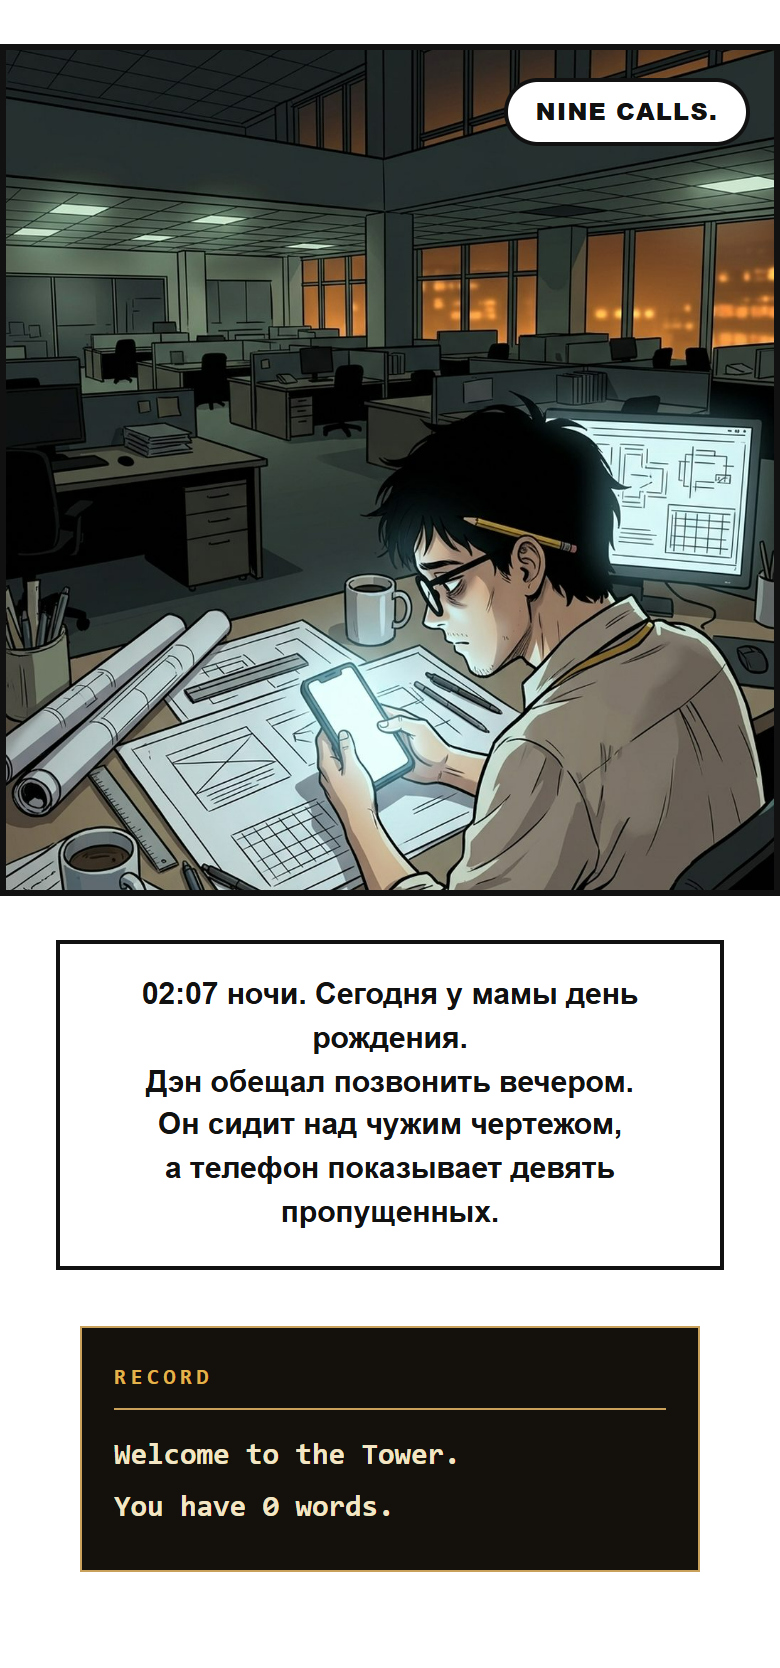 NINE CALLS.
02:07 ночи. Сегодня у мамы день
рождения.
Дэн обещал позвонить вечером.
Он сидит над чужим чертежом,
а телефон показывает девять
пропущенных.
RECORD
Welcome to the Tower.
You have 0 words.